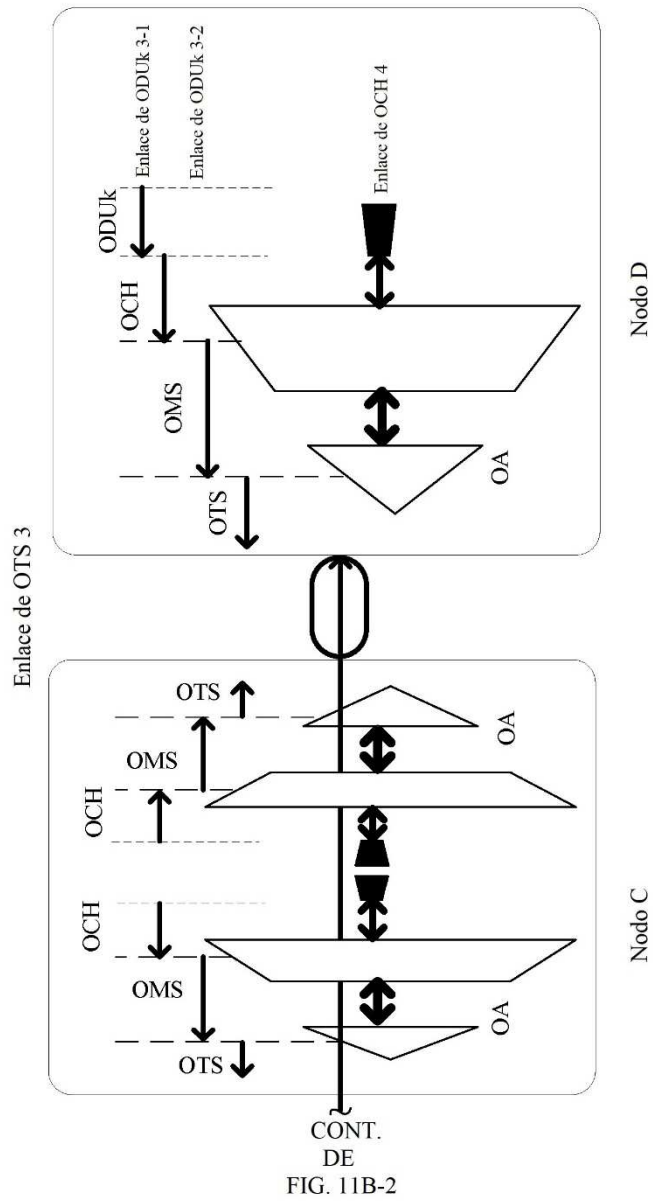 Enlace de OTS 3
ODUk
Enlace de ODUk 3-1
Enlace de ODUk 3-2
OCH
OMS
OTS
Enlace de OCH 4
OA
Nodo D
OTS
OMS
OCH
OA
OCH
OMS
OTS
OA
Nodo C
CONT.
DE
FIG. 11B-2